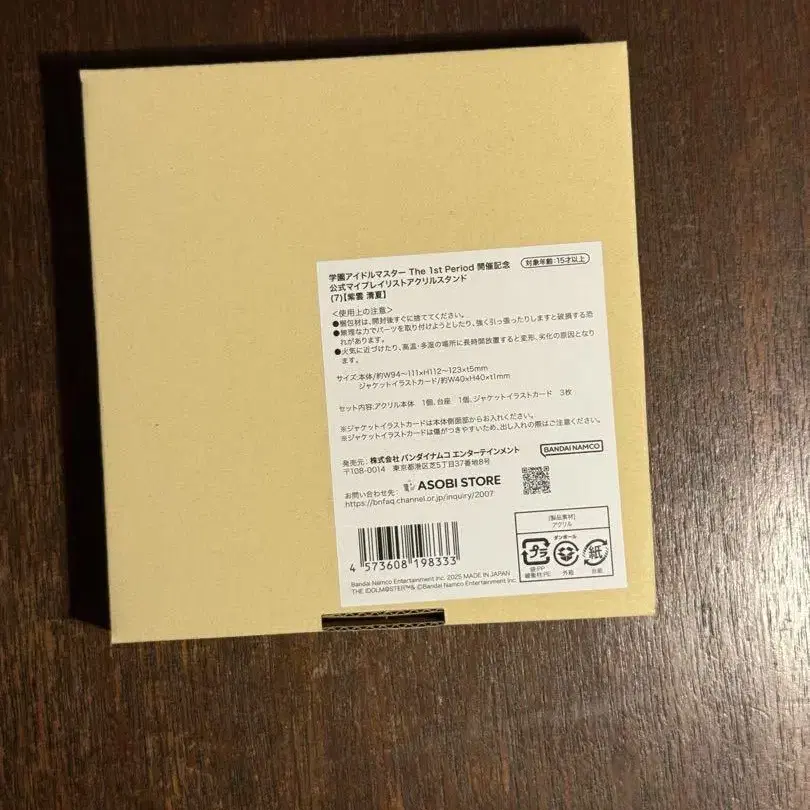 学園アイドルマスター The 1st Period 開催記念
対象年齢:15才以上
公式マイプレイリストアクリルスタンド
(7)【紫雲 清夏】
<使用上の注意>
●梱包材は、開封後すぐに捨ててください。
●無理な力でパーツを取り付けようとしたり、強く引っ張ったりしますと破損する恐
れがあります。
●火気に近づけたり、高温・多湿の場所に長時間放置すると変形、劣化の原因となり
ます。
サイズ:本体/約W94~111×H112~123×t5mm
ジャケットイラストカード/約W40×H40×t1mm
セット内容:アクリル本体 1個、台座 1個、ジャケットイラストカード 3枚
※ジャケットイラストカードは本体側面部からお入れください。
※ジャケットイラストカードは傷がつきやすいため、出し入れの際はご注意ください。
発売元:株式会社 バンダイナムコ エンターテインメント
〒108-0014 東京都港区芝5丁目37番地8号
BANDAI NAMCO
お問い合わせ先: ASOBI STORE
https://bnfaq.channel.or.jp/inquiry/2007
4 573608 198333
[製品素材]
アクリル
プラ
袋:PP
緩衝材:PE
ダンボール
外箱
紙
台紙
Bandai Namco Entertainment Inc. 2025 MADE IN JAPAN
THE IDOLM@STER™& ©Bandai Namco Entertainment Inc.